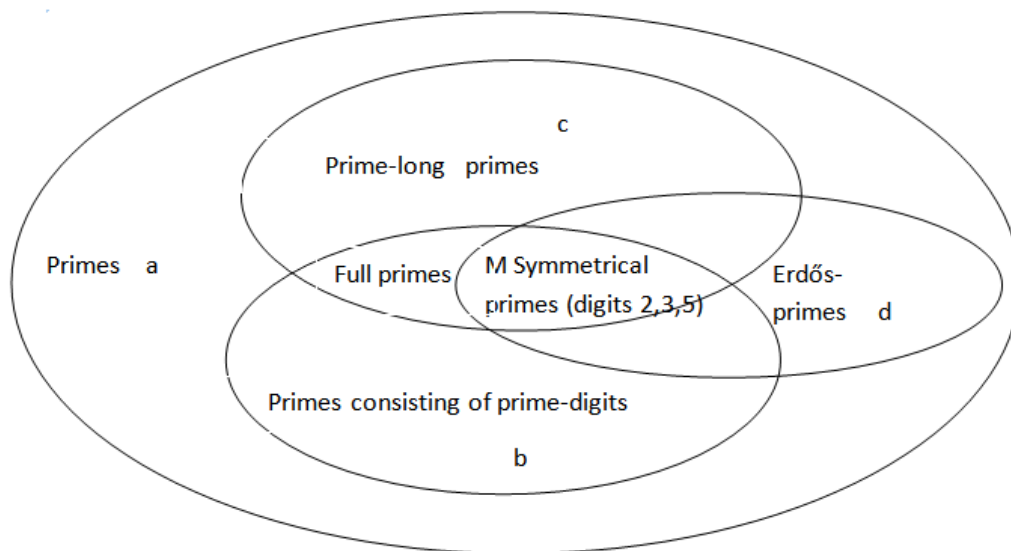 c
Prime-long primes
Primes a
Full primes
M Symmetrical
primes (digits 2,3,5)
Erdős-
primes d
Primes consisting of prime-digits
b